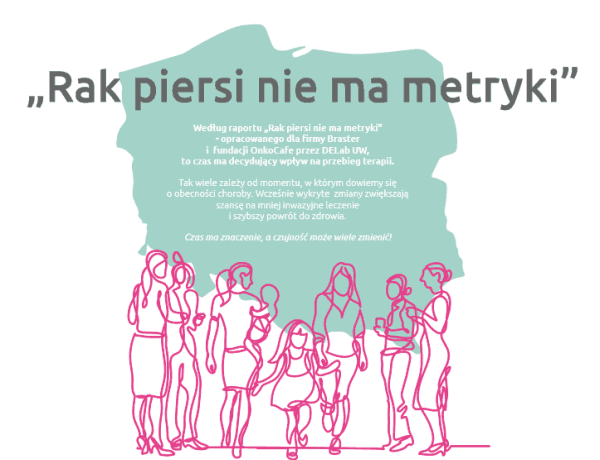 „Rak piersi nie ma metryki”
Według raportu „Rak piersi nie ma metryki”
- opracowanego dla firmy Braster
i fundacji OnkoCafe przez DELab UW,
to czas ma decydujący wpływ na przebieg terapii.
Tak wiele zależy od momentu, w którym dowiemy się
o obecności choroby. Wcześnie wykryte zmiany zwiększają
szansę na mniej inwazyjne leczenie
i szybszy powrót do zdrowia.
Czas ma znaczenie, a czujność może wiele zmienić!